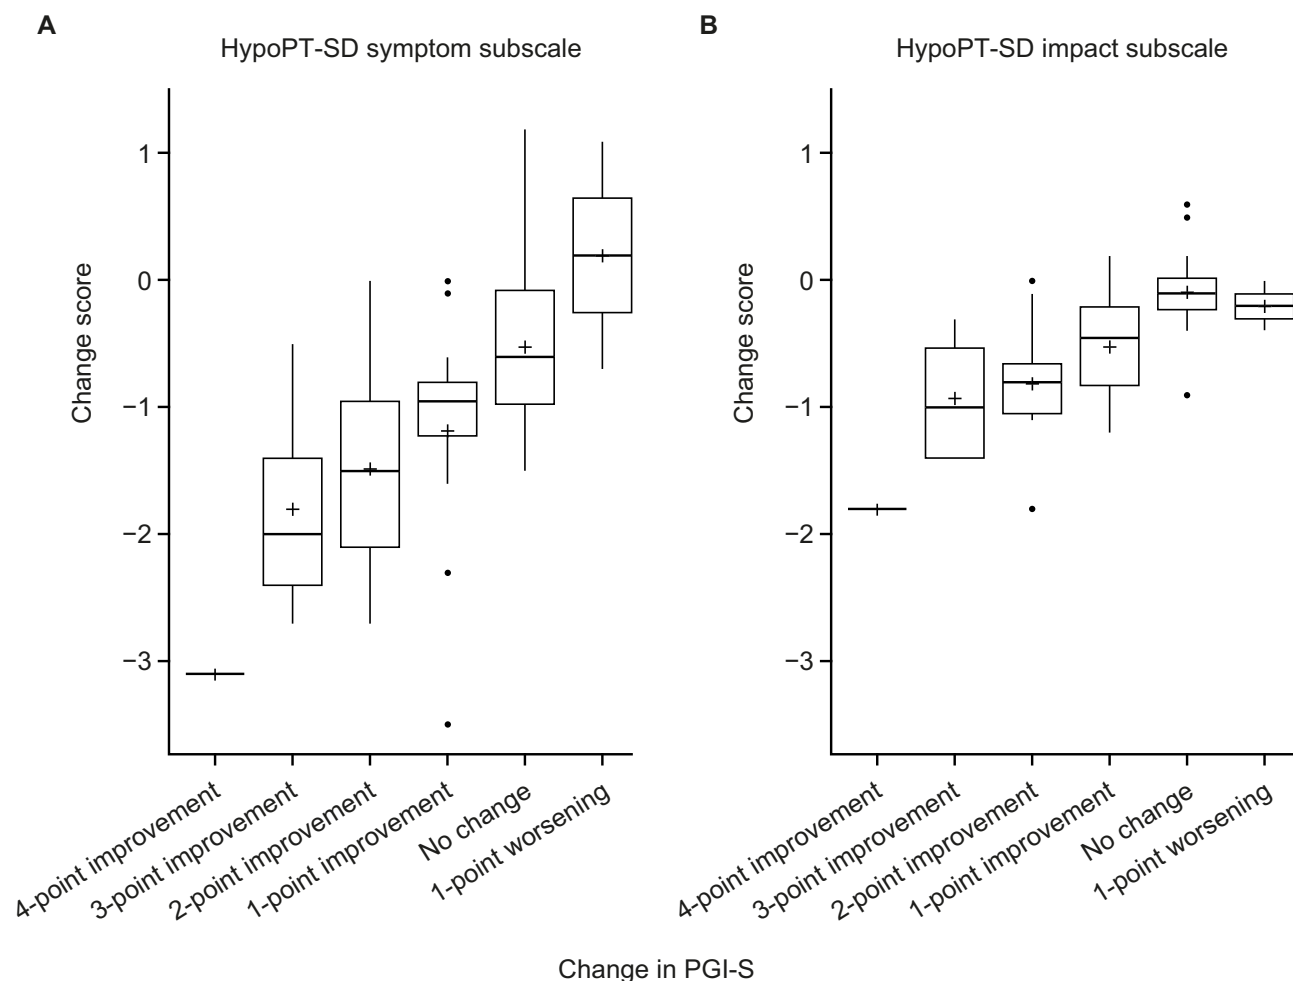 A
HypoPT-SD symptom subscale
1
0
−1
−2
−3
Change score
4-point improvement
3-point improvement
2-point improvement
1-point improvement
No change
1-point worsening
B
HypoPT-SD impact subscale
1
0
−1
−2
−3
Change score
4-point improvement
3-point improvement
2-point improvement
1-point improvement
No change
1-point worsening
Change in PGI-S